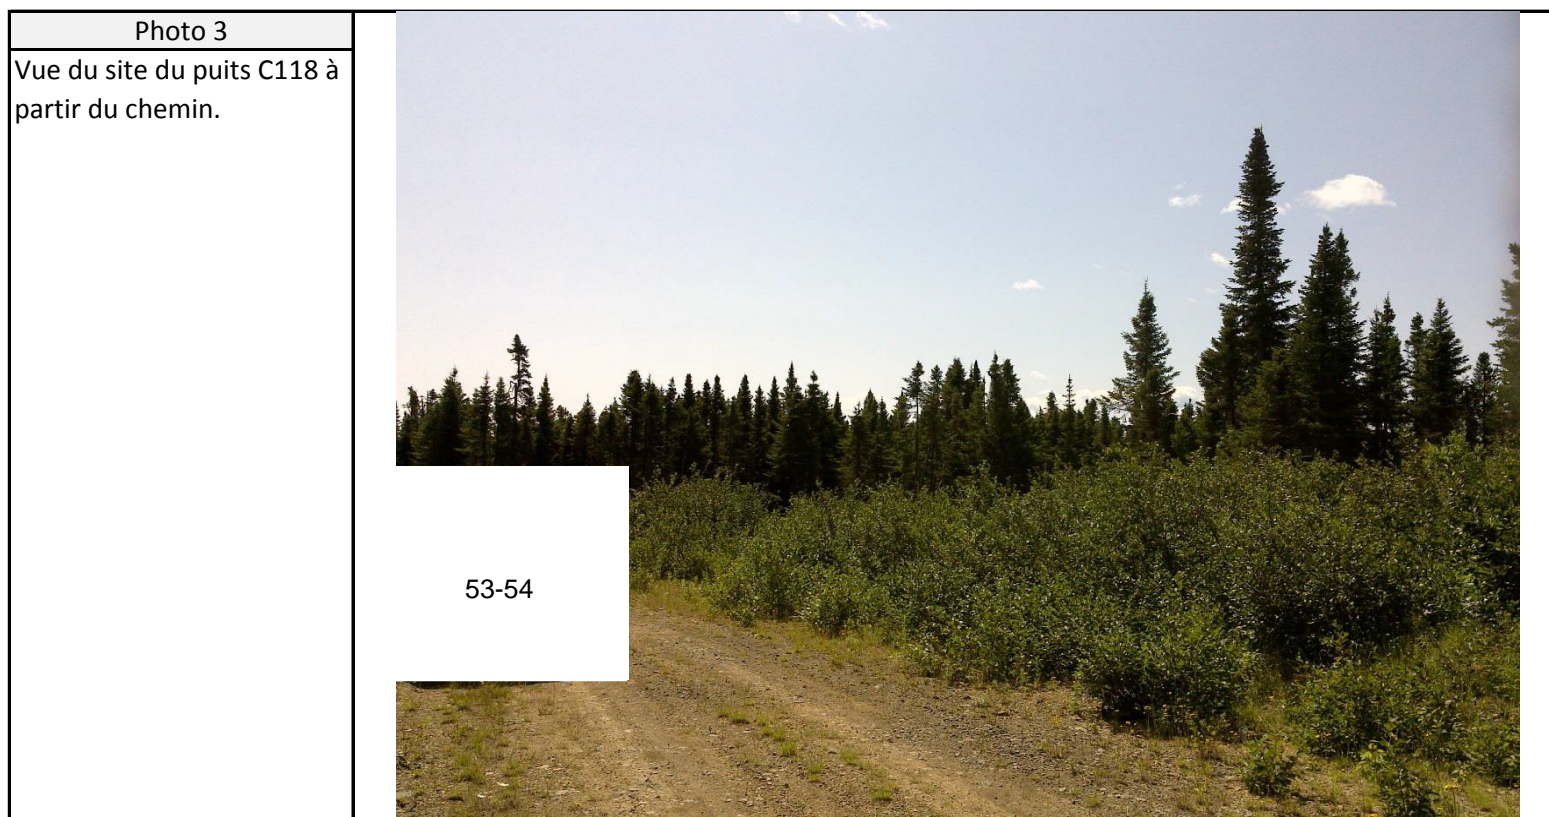 Photo 3
Vue du site du puits C118 à
partir du chemin.
53-54